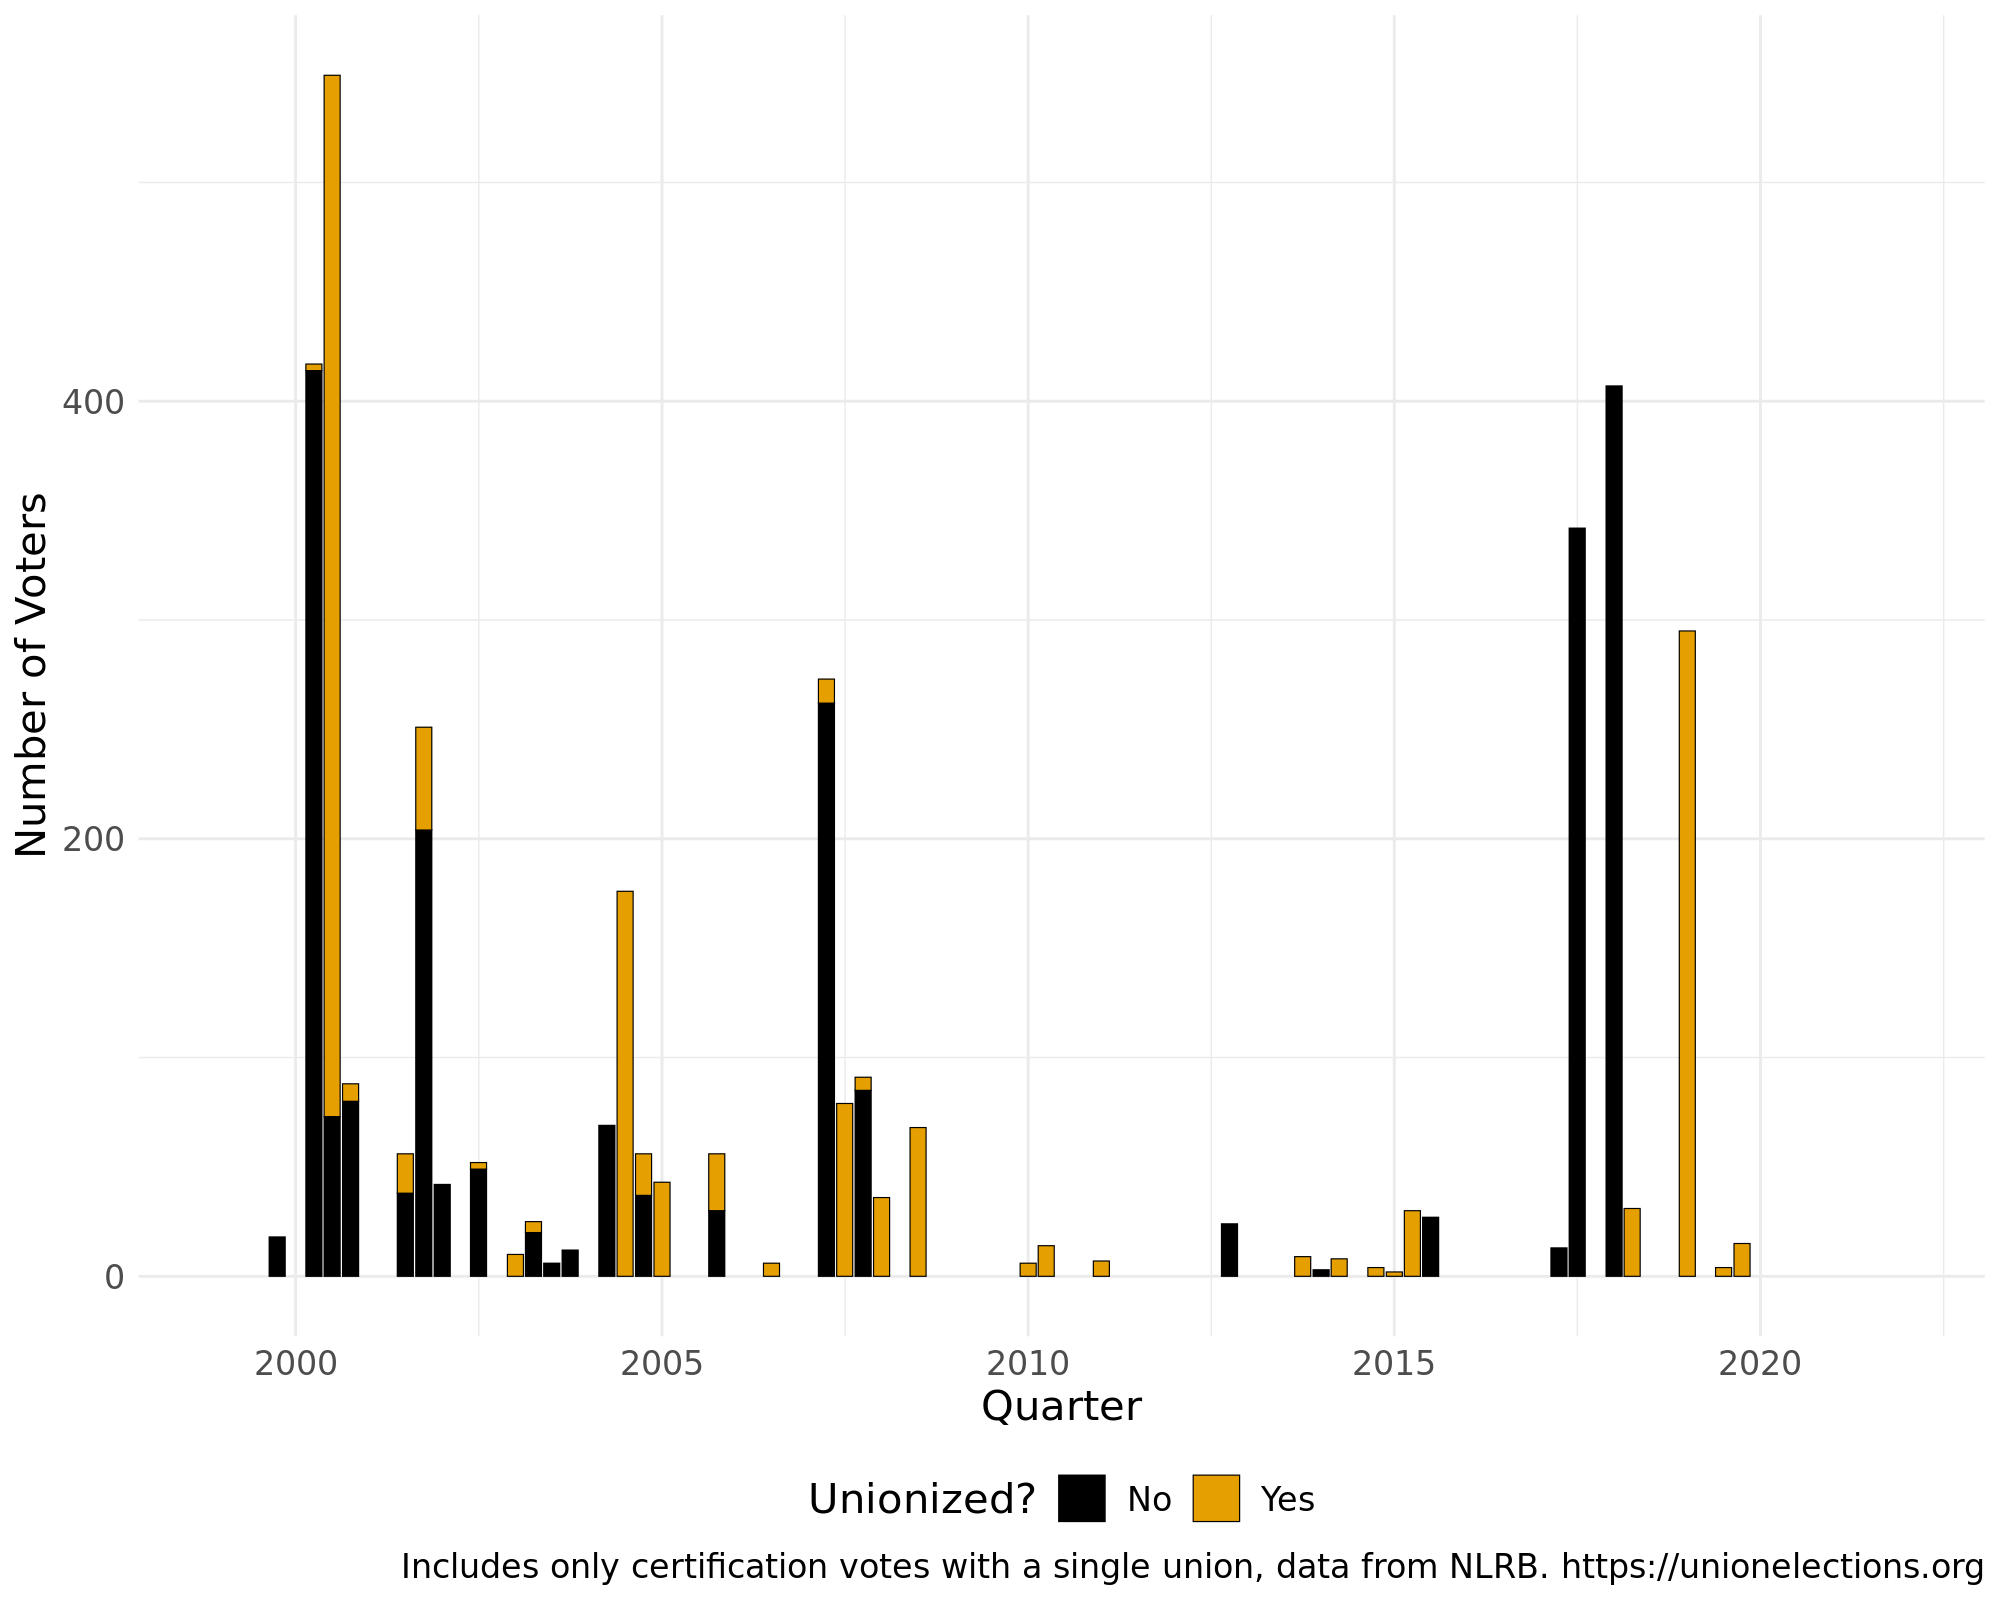 Number of Voters
400
200
0
2000 2005 2010 2015 2020
Quarter
Unionized? No Yes
Includes only certification votes with a single union, data from NLRB. https://unionelections.org